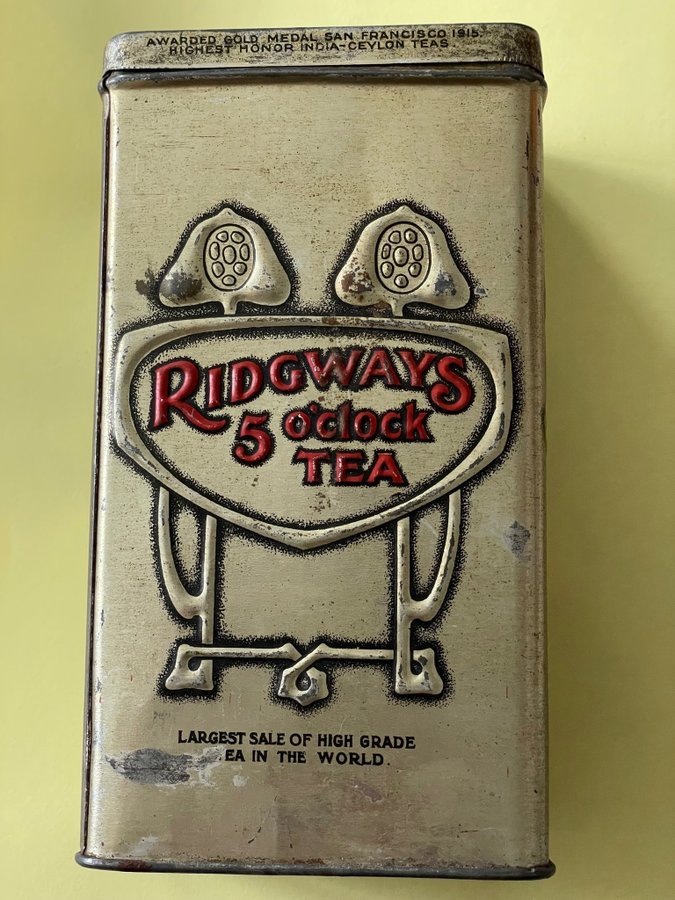 AWARDED GOLD MEDAL SAN FRANCISCO 1915.
HIGHEST HONOR INDIA-CEYLON TEAS.
RIDGWAYS
5 o'clock
TEA
LARGEST SALE OF HIGH GRADE
EA IN THE WORLD.